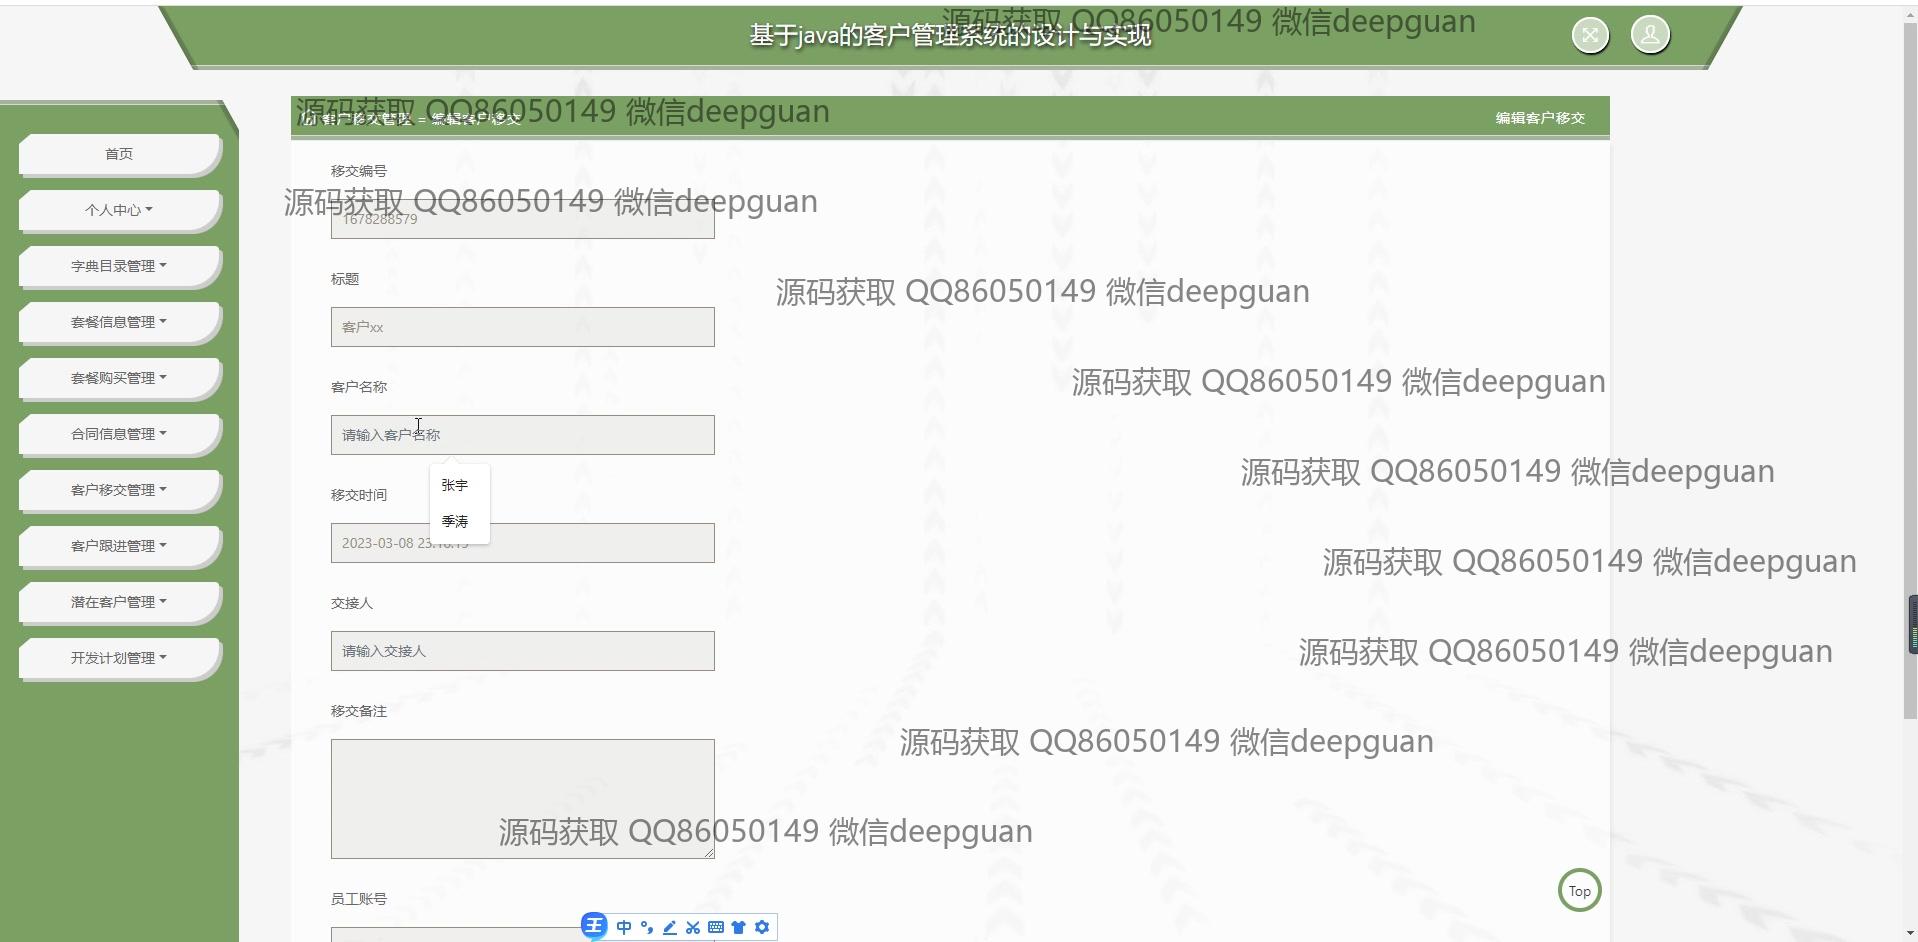 基于java的客户管理系统的设计与实现
源码获取 QQ86050149 微信deepguan
源码获取 QQ86050149 微信deepguan
客户移交管理 = 编辑客户移交
编辑客户移交
首页
个人中心
字典目录管理
套餐信息管理
套餐购买管理
合同信息管理
客户移交管理
客户跟进管理
潜在客户管理
开发计划管理
移交编号
源码获取 QQ86050149 微信deepguan
1678288579
标题
源码获取 QQ86050149 微信deepguan
客户xx
客户名称
源码获取 QQ86050149 微信deepguan
请输入客户名称
源码获取 QQ86050149 微信deepguan
张宇
季涛
移交时间
2023-03-08 23:
源码获取 QQ86050149 微信deepguan
交接人
请输入交接人
源码获取 QQ86050149 微信deepguan
移交备注
源码获取 QQ86050149 微信deepguan
源码获取 QQ86050149 微信deepguan
员工账号
Top
王 中